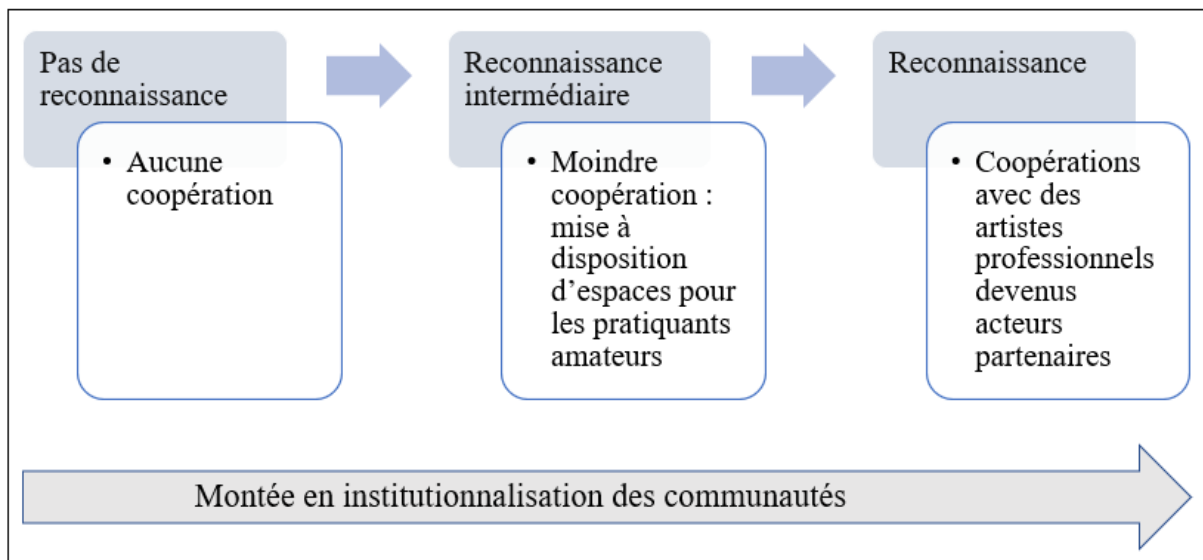 Pas de
reconnaissance
• Aucune
coopération
Reconnaissance
intermédiaire
• Moindre
coopération :
mise à
disposition
d’espaces pour
les pratiquants
amateurs
Reconnaissance
• Coopérations
avec des
artistes
professionnels
devenus
acteurs
partenaires
Montée en institutionnalisation des communautés